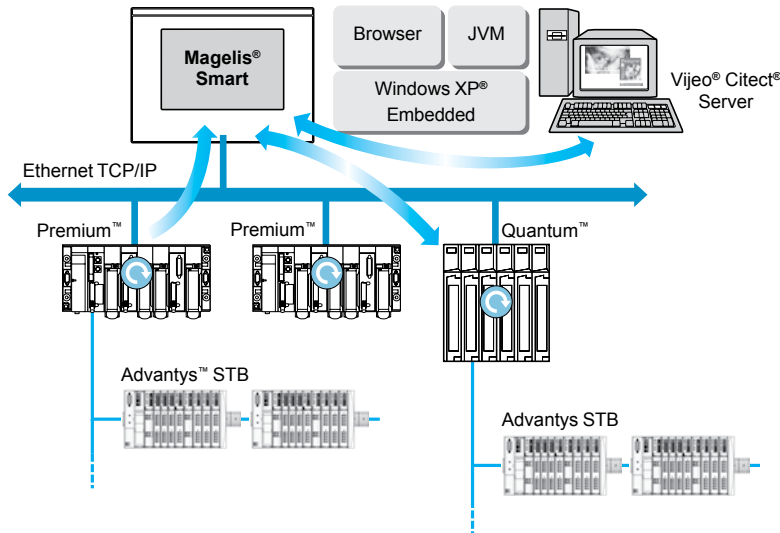 Magelis®
Smart
Browser
JVM
Windows XP®
Embedded
Vijeo® Citect®
Server
Ethernet TCP/IP
Premium™
Premium™
Quantum™
Advantys™ STB
Advantys STB